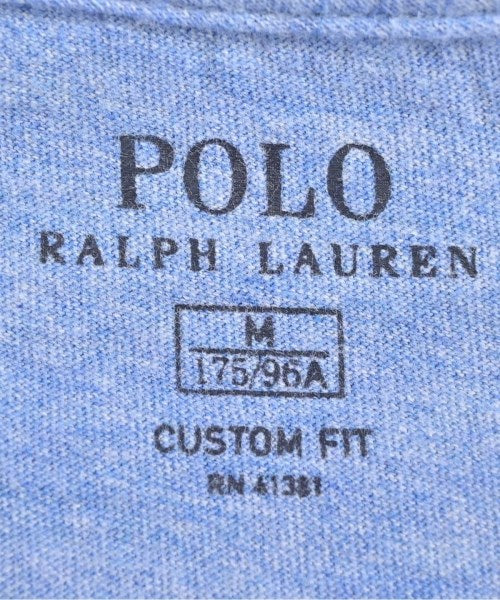 POLO
RALPH LAUREN
M
175/96A
CUSTOM FIT
RN 41381